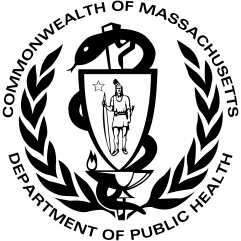 COMMONWEALTH OF MASSACHUSETTS
DEPARTMENT OF PUBLIC HEALTH